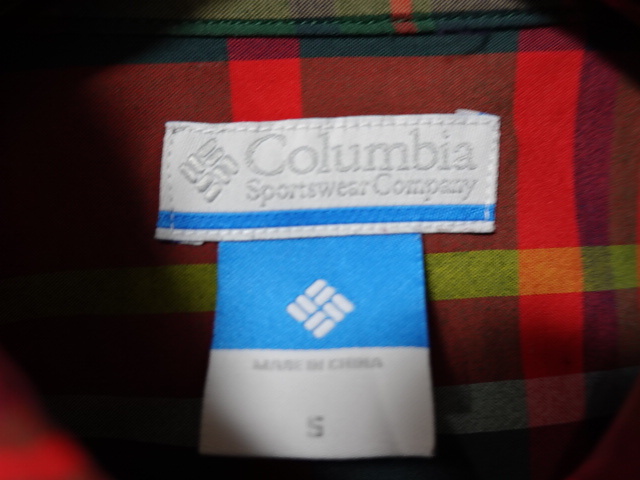 Columbia
Sportswear Company
MADE IN CHINA
S